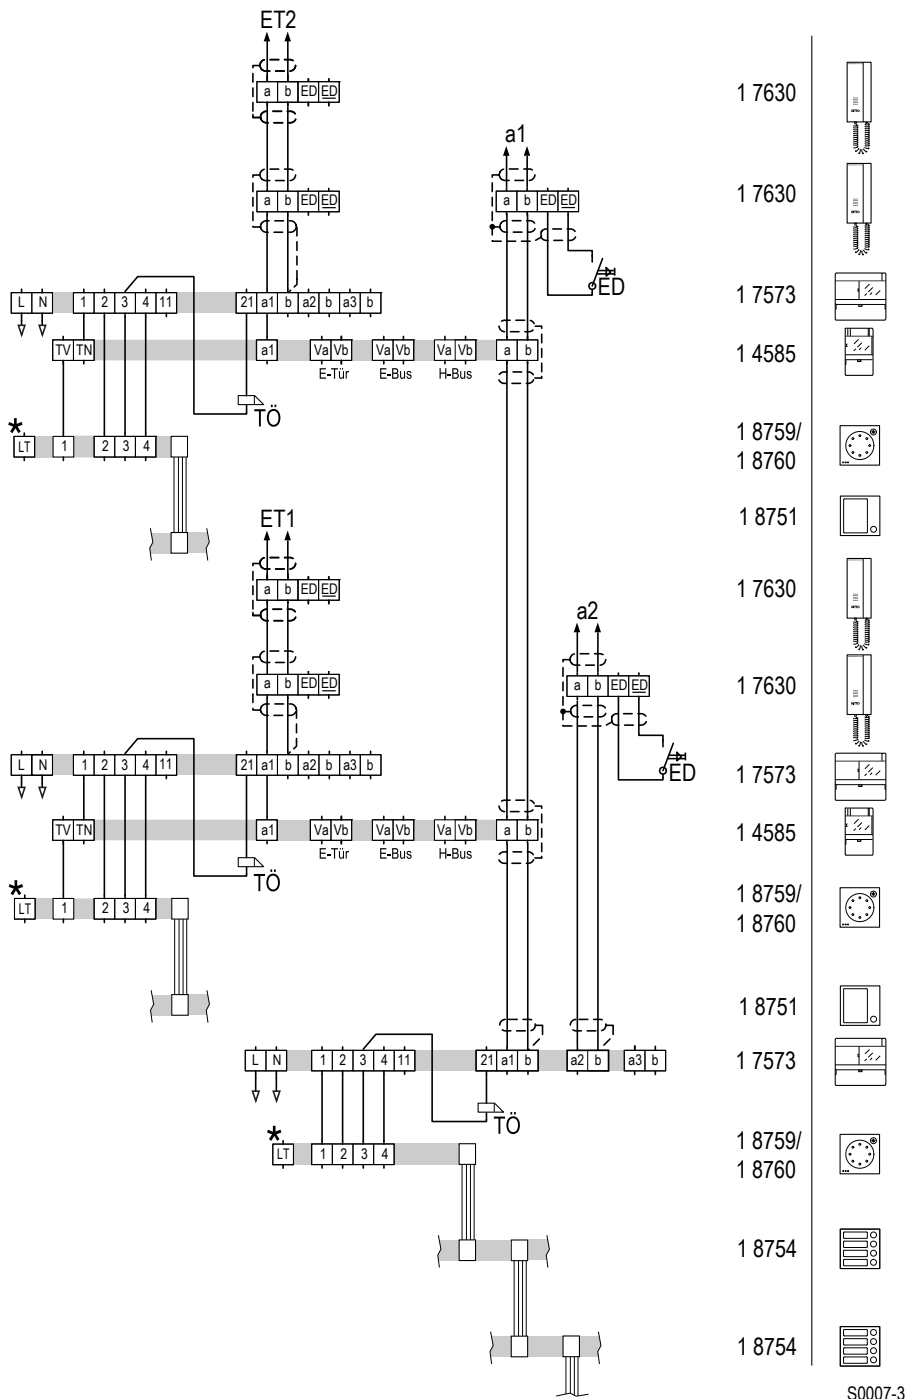 ET2
a b ED ED 1 7630
a1
a b ED ED a b ED ED 1 7630
L N 1 2 3 4 11 21 a1 b a2 b a3 b ED 1 7573
TV TN a1 Va Vb Va Vb Va Vb a b 1 4585
E-Tür E-Bus H-Bus
TÖ
* LT 1 2 3 4 1 8759/
1 8760
ET1 1 8751
a b ED ED 1 7630
a2
a b ED ED a b ED ED 1 7630
L N 1 2 3 4 11 21 a1 b a2 b a3 b ED 1 7573
TV TN a1 Va Vb Va Vb Va Vb a b 1 4585
E-Tür E-Bus H-Bus
TÖ
* LT 1 2 3 4 1 8759/
1 8760
1 8751
L N 1 2 3 4 11 21 a1 b a2 b a3 b 1 7573
TÖ
* LT 1 2 3 4 1 8759/
1 8760
1 8754
1 8754
S0007-3